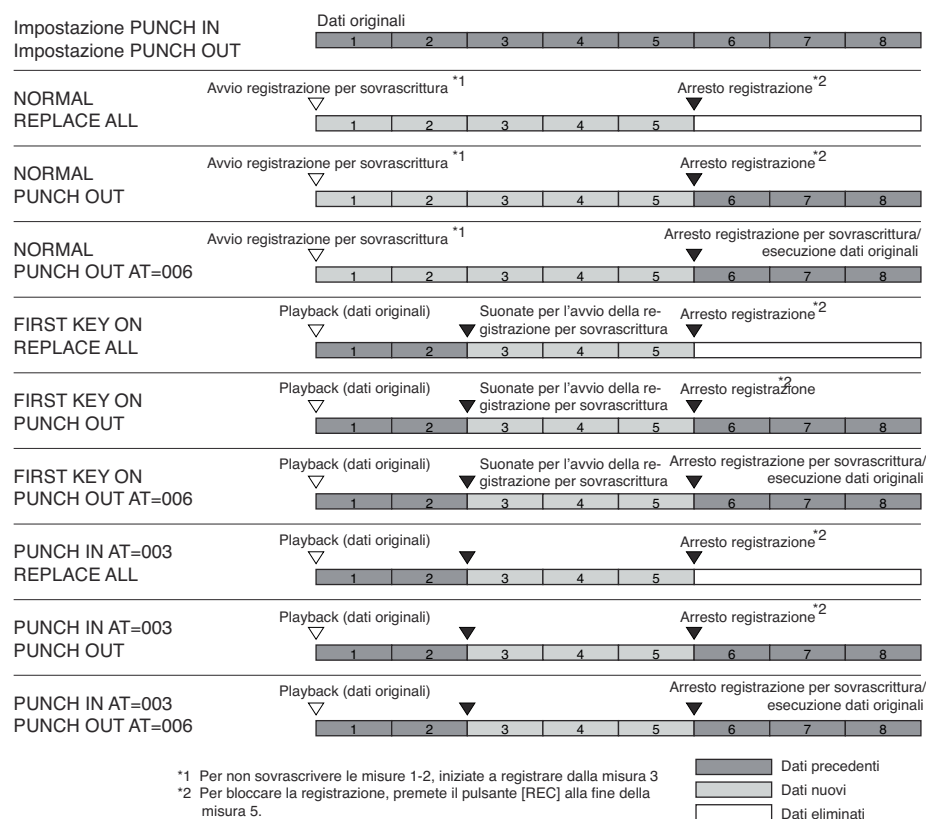 Impostazione PUNCH IN
Impostazione PUNCH OUT
Dati originali
1 2 3 4 5 6 7 8
NORMAL
REPLACE ALL
Avvio registrazione per sovrascrittura *1
Arresto registrazione*2
1 2 3 4 5
NORMAL
PUNCH OUT
Avvio registrazione per sovrascrittura *1
Arresto registrazione*2
1 2 3 4 5 6 7 8
NORMAL
PUNCH OUT AT=006
Avvio registrazione per sovrascrittura *1
Arresto registrazione per sovrascrittura/
esecuzione dati originali
1 2 3 4 5 6 7 8
FIRST KEY ON
REPLACE ALL
Playback (dati originali)
Suonate per l'avvio della re-
gistrazione per sovrascrittura
Arresto registrazione*2
1 2 3 4 5
FIRST KEY ON
PUNCH OUT
Playback (dati originali)
Suonate per l'avvio della re-
gistrazione per sovrascrittura
Arresto registrazione*2
1 2 3 4 5 6 7 8
FIRST KEY ON
PUNCH OUT AT=006
Playback (dati originali)
Suonate per l'avvio della re-
gistrazione per sovrascrittura
Arresto registrazione per sovrascrittura/
esecuzione dati originali
1 2 3 4 5 6 7 8
PUNCH IN AT=003
REPLACE ALL
Playback (dati originali)
Arresto registrazione*2
1 2 3 4 5
PUNCH IN AT=003
PUNCH OUT
Playback (dati originali)
Arresto registrazione*2
1 2 3 4 5 6 7 8
PUNCH IN AT=003
PUNCH OUT AT=006
Playback (dati originali)
Arresto registrazione per sovrascrittura/
esecuzione dati originali
1 2 3 4 5 6 7 8
*1 Per non sovrascrivere le misure 1-2, iniziate a registrare dalla misura 3
*2 Per bloccare la registrazione, premete il pulsante [REC] alla fine della
misura 5.
Dati precedenti
Dati nuovi
Dati eliminati